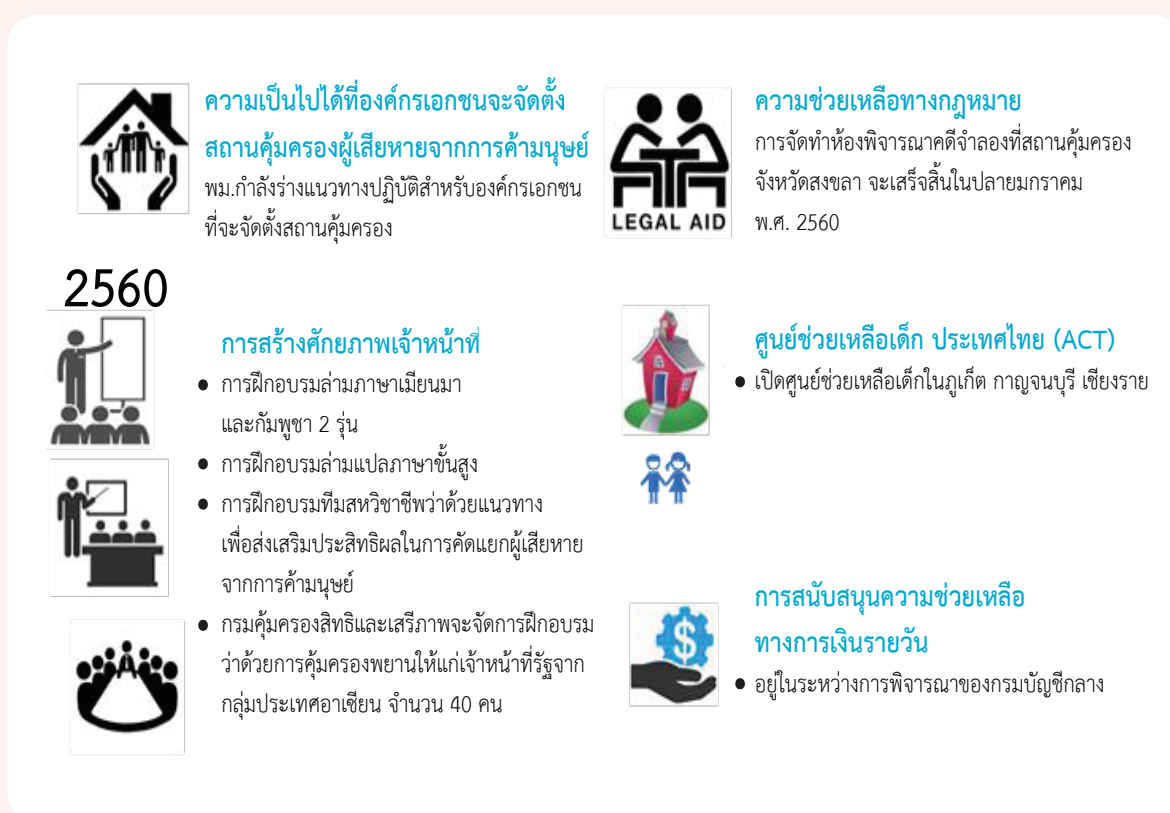 ความเป็นไปได้ที่องค์กรเอกชนจะจัดตั้ง
สถานคุ้มครองผู้เสียหายจากการค้ามนุษย์
พม.กำลังร่างแนวทางปฏิบัติสำหรับองค์กรเอกชน
ที่จะจัดตั้งสถานคุ้มครอง
LEGAL AID
ความช่วยเหลือทางกฎหมาย
การจัดทำห้องพิจารณาคดีจำลองที่สถานคุ้มครอง
จังหวัดสงขลา จะเสร็จสิ้นในปลายมกราคม
พ.ศ. 2560
2560
การสร้างศักยภาพเจ้าหน้าที่
● การฝึกอบรมล่ามภาษาเมียนมา
และกัมพูชา 2 รุ่น
● การฝึกอบรมล่ามแปลภาษาขั้นสูง
● การฝึกอบรมทีมสหวิชาชีพว่าด้วยแนวทาง
เพื่อส่งเสริมประสิทธิผลในการคัดแยกผู้เสียหาย
จากการค้ามนุษย์
● กรมคุ้มครองสิทธิและเสรีภาพจะจัดการฝึกอบรม
ว่าด้วยการคุ้มครองพยานให้แก่เจ้าหน้าที่รัฐจาก
กลุ่มประเทศอาเซียน จำนวน 40 คน
ศูนย์ช่วยเหลือเด็ก ประเทศไทย (ACT)
● เปิดศูนย์ช่วยเหลือเด็กในภูเก็ต กาญจนบุรี เชียงราย
การสนับสนุนความช่วยเหลือ
ทางการเงินรายวัน
$
● อยู่ในระหว่างการพิจารณาของกรมบัญชีกลาง